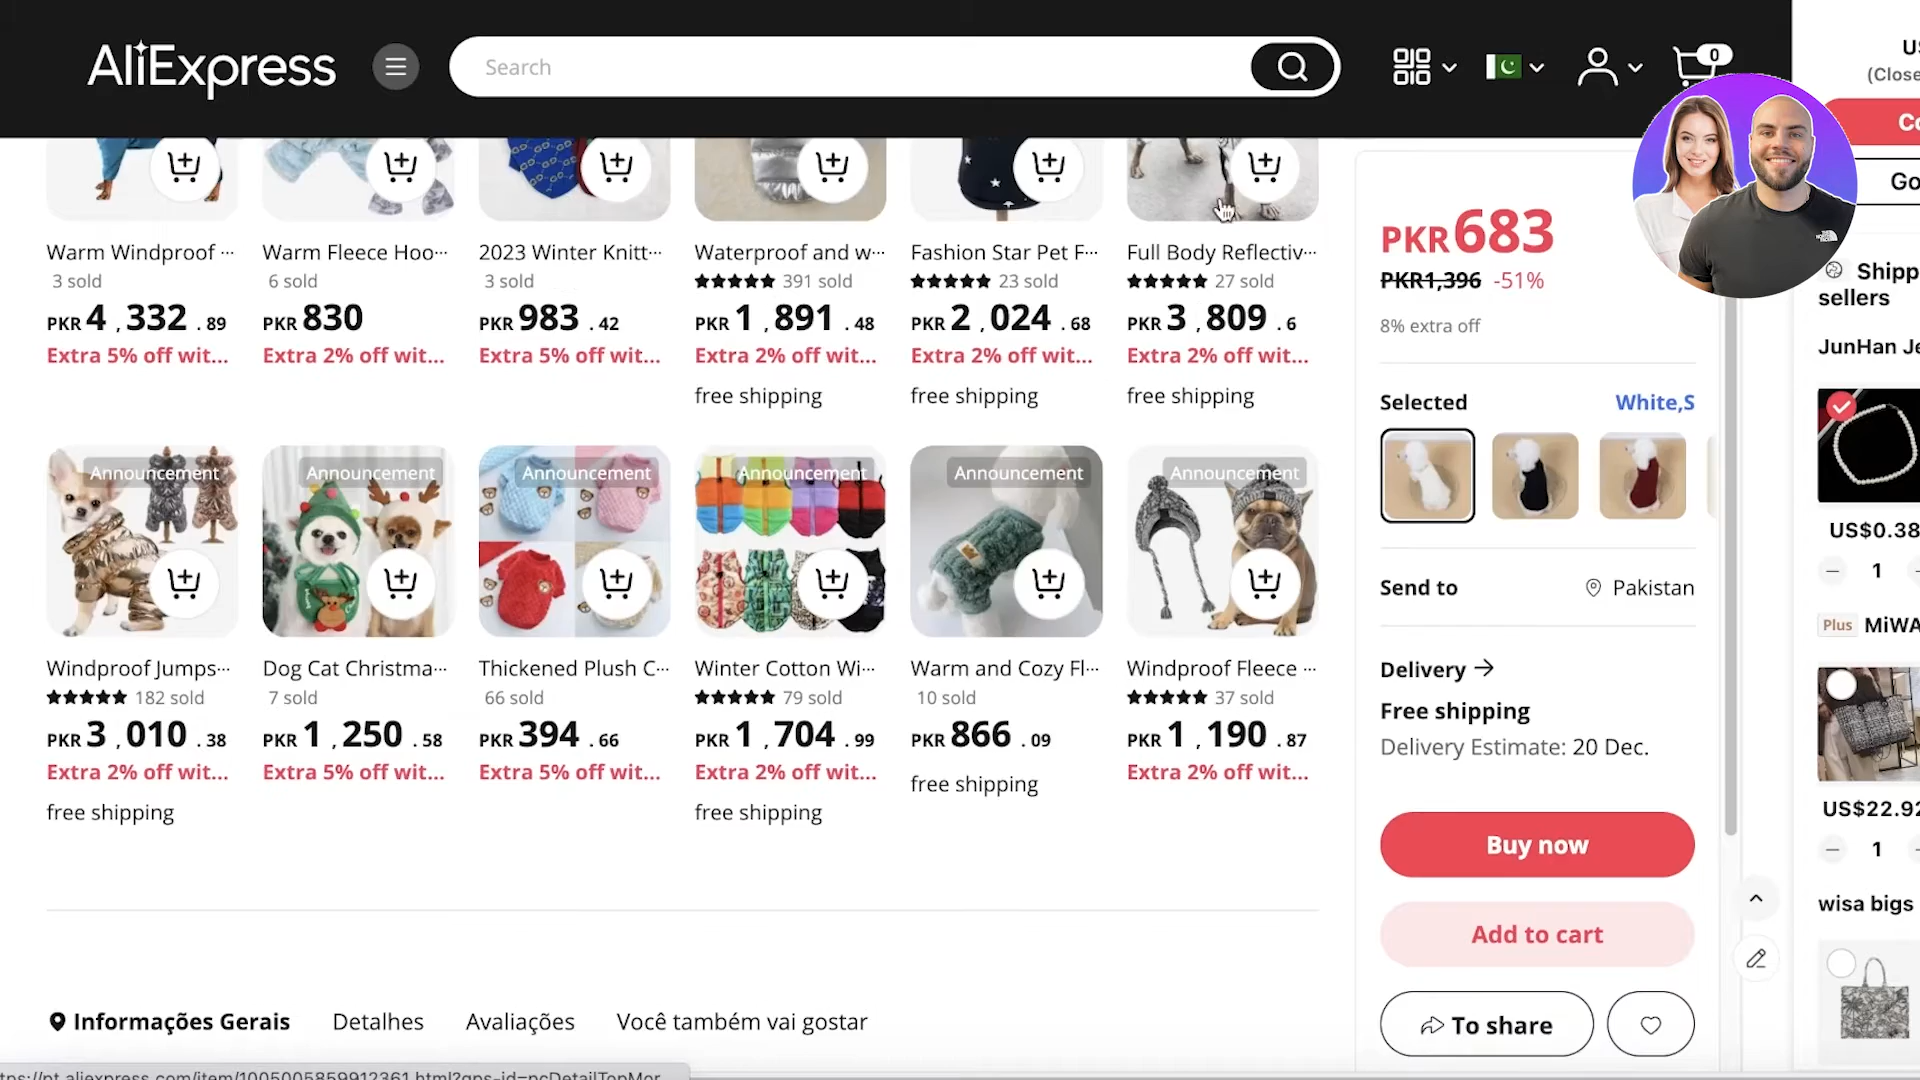 AliExpress
Search
0
Warm Windproof ...
3 sold
PKR 4,332.89
Extra 5% off wit...
Warm Fleece Hoo...
6 sold
PKR 830
Extra 2% off wit...
2023 Winter Knitt...
3 sold
PKR 983.42
Extra 5% off wit...
Waterproof and w...
391 sold
PKR 1,891.48
Extra 2% off wit...
free shipping
Fashion Star Pet F...
23 sold
PKR 2,024.68
Extra 2% off wit...
free shipping
Full Body Reflectiv...
27 sold
PKR 3,809.6
Extra 2% off wit...
free shipping
Announcement
Windproof Jumps...
182 sold
PKR 3,010.38
Extra 2% off wit...
free shipping
Announcement
Dog Cat Christma...
7 sold
PKR 1,250.58
Extra 5% off wit...
Announcement
Thickened Plush C...
66 sold
PKR 394.66
Extra 5% off wit...
Announcement
Winter Cotton Wi...
79 sold
PKR 1,704.99
Extra 2% off wit...
free shipping
Announcement
Warm and Cozy Fl...
10 sold
PKR 866.09
free shipping
Announcement
Windproof Fleece ...
37 sold
PKR 1,190.87
Extra 2% off wit...
Informações Gerais
Detalhes
Avaliações
Você também vai gostar
PKR683
PKR1,396 -51%
8% extra off
Selected
White,S
Send to
Pakistan
Delivery →
Free shipping
Delivery Estimate: 20 Dec.
Buy now
Add to cart
To share
(Close
Go
Shipp
sellers
JunHan Je
US$0.38
1
Plus MiWA
US$22.92
1
wisa bigs